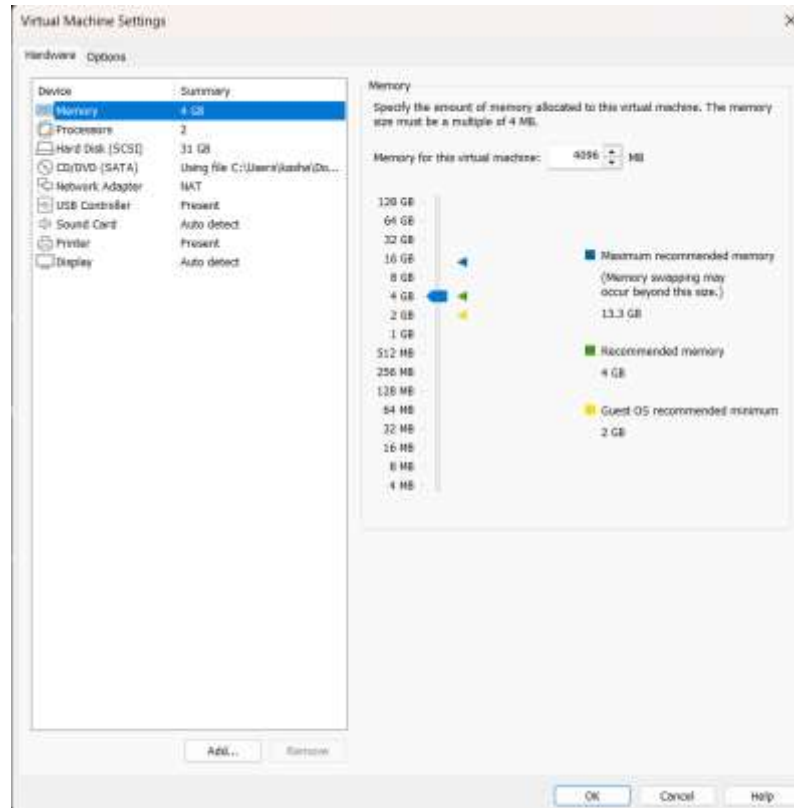 Virtual Machine Settings
Hardware Options
Device Summary
Memory 4 GB
Processors 2
Hard Disk (SCSI) 31 GB
CD/DVD (SATA) Using file C:\Users\kasha\Do...
Network Adapter NAT
USB Controller Present
Sound Card Auto detect
Printer Present
Display Auto detect
Add... Remove
Memory
Specify the amount of memory allocated to this virtual machine. The memory
size must be a multiple of 4 MB.
Memory for this virtual machine: 4096 MB
128 GB
64 GB
32 GB
16 GB
8 GB
4 GB
2 GB
1 GB
512 MB
256 MB
128 MB
64 MB
32 MB
16 MB
8 MB
4 MB
Maximum recommended memory
(Memory swapping may
occur beyond this size.)
13.3 GB
Recommended memory
4 GB
Guest OS recommended minimum
2 GB
OK Cancel Help